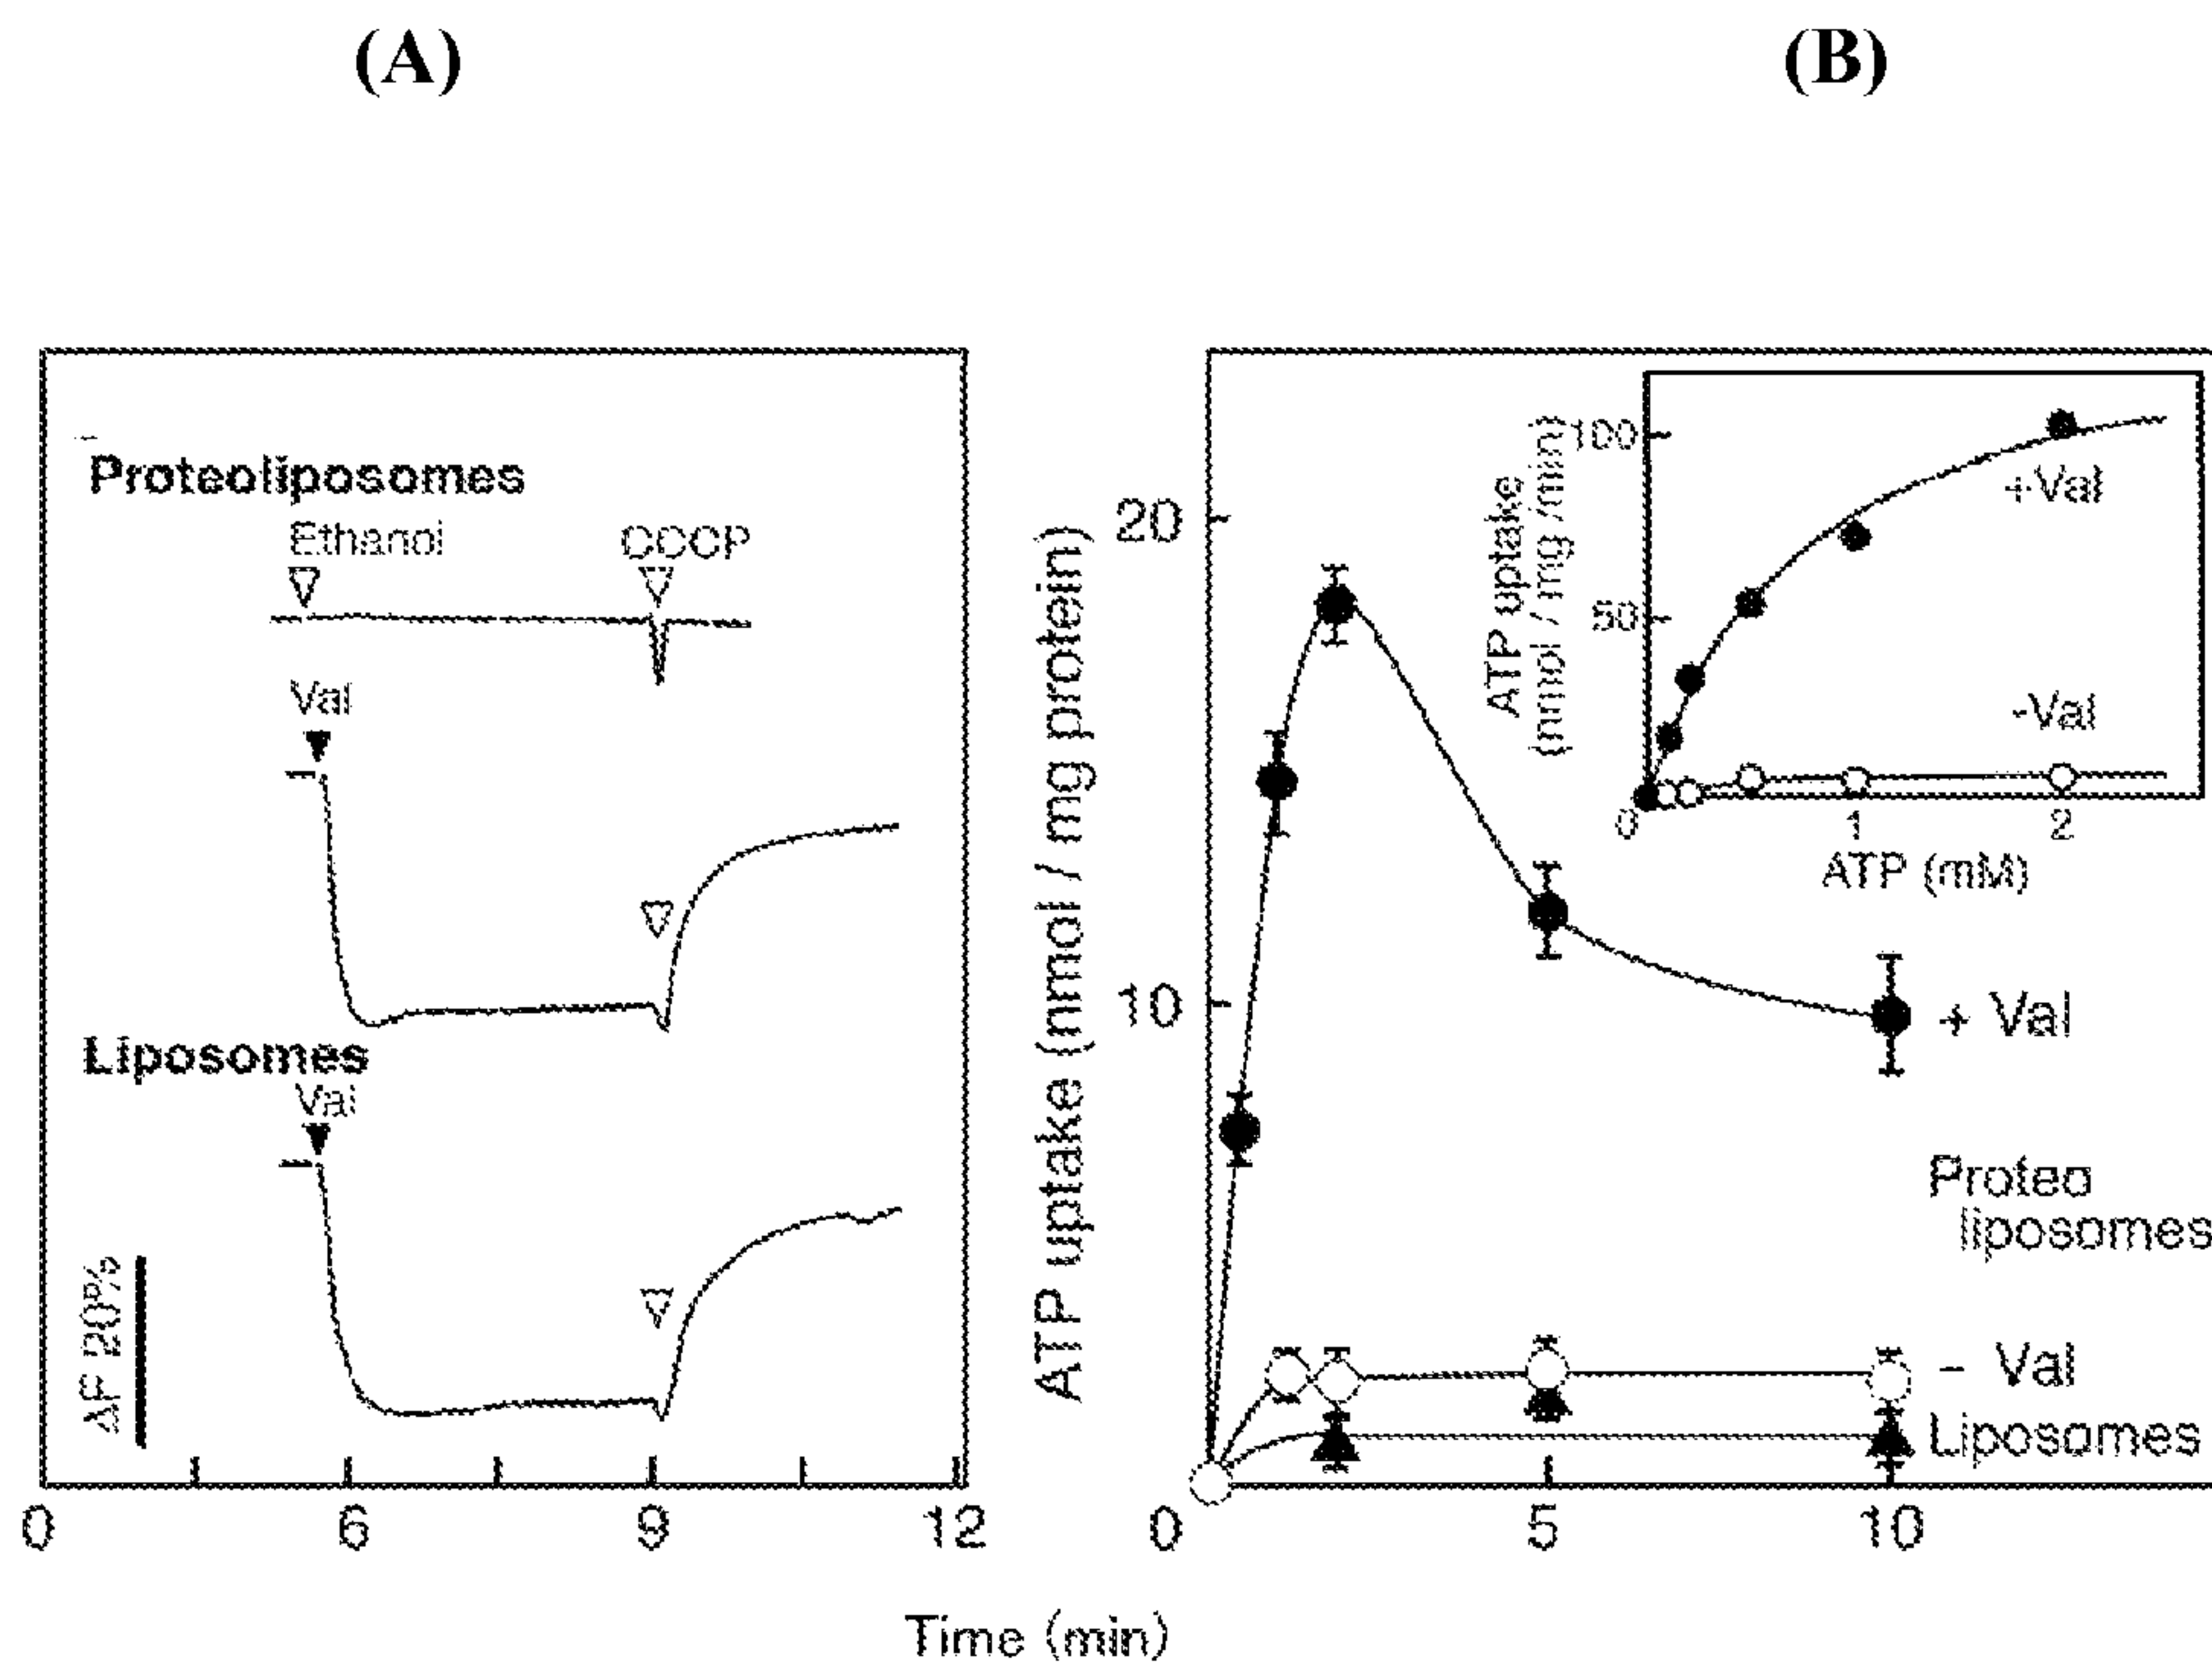 (A)
(B)
Proteoliposomes
Ethanol
CCCP
Val
Liposomes
Val
ΔF 20%
0
6
9
12
ATP uptake (nmol / mg protein)
20
10
0
5
10
+ Val
Proteo
liposomes
- Val
Liposomes
ATP uptake
(nmol / mg /min)
100
50
0
1
2
+Val
-Val
ATP (mM)
Time (min)